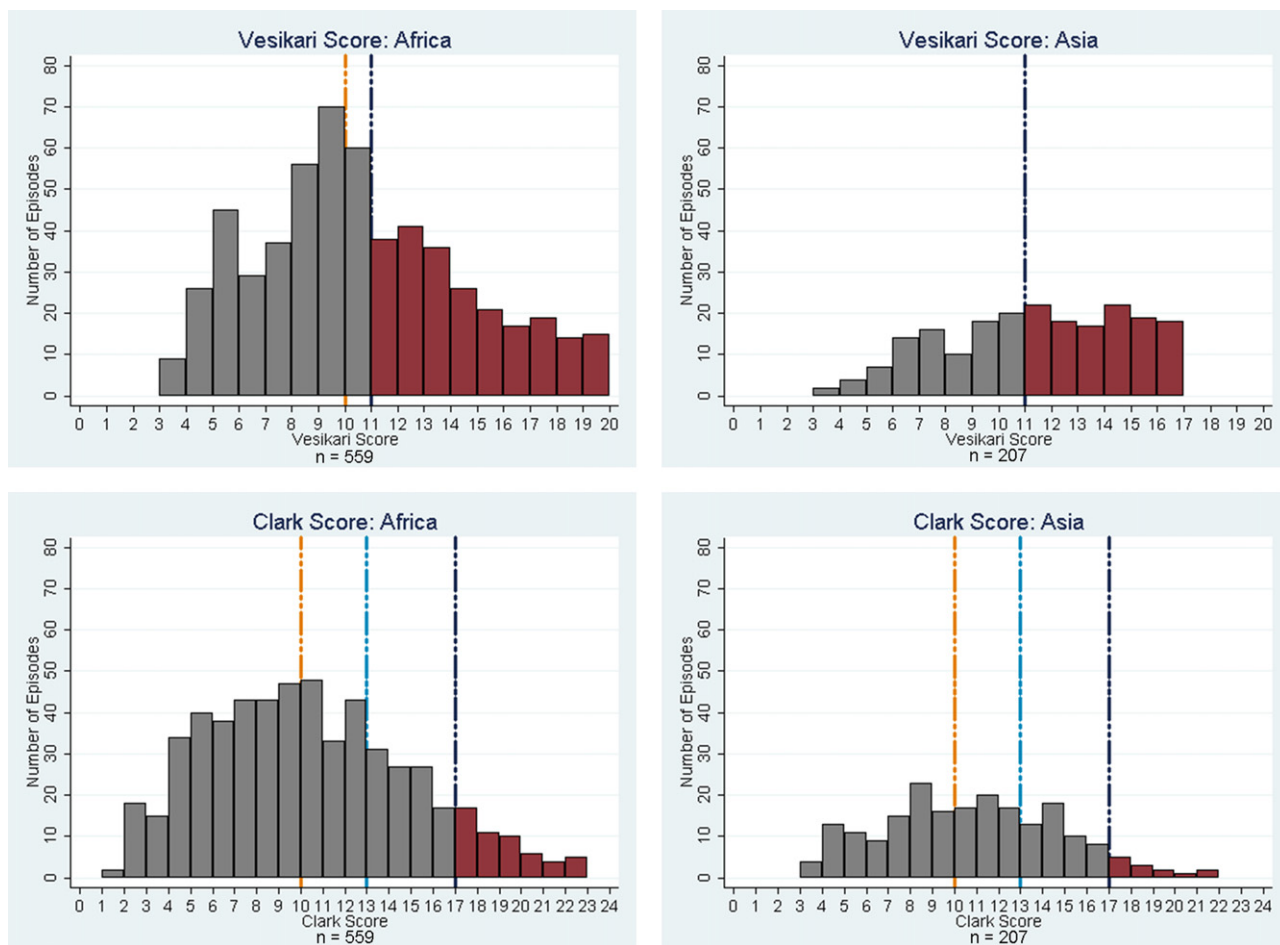 Vesikari Score: Africa
Number of Episodes
80
70
60
50
40
30
20
10
0
0 1 2 3 4 5 6 7 8 9 10 11 12 13 14 15 16 17 18 19 20
Vesikari Score
n = 559
Vesikari Score: Asia
Number of Episodes
80
70
60
50
40
30
20
10
0
0 1 2 3 4 5 6 7 8 9 10 11 12 13 14 15 16 17 18 19 20
Vesikari Score
n = 207
Clark Score: Africa
Number of Episodes
80
70
60
50
40
30
20
10
0
0 1 2 3 4 5 6 7 8 9 10 11 12 13 14 15 16 17 18 19 20 21 22 23 24
Clark Score
n = 559
Clark Score: Asia
Number of Episodes
80
70
60
50
40
30
20
10
0
0 1 2 3 4 5 6 7 8 9 10 11 12 13 14 15 16 17 18 19 20 21 22 23 24
Clark Score
n = 207